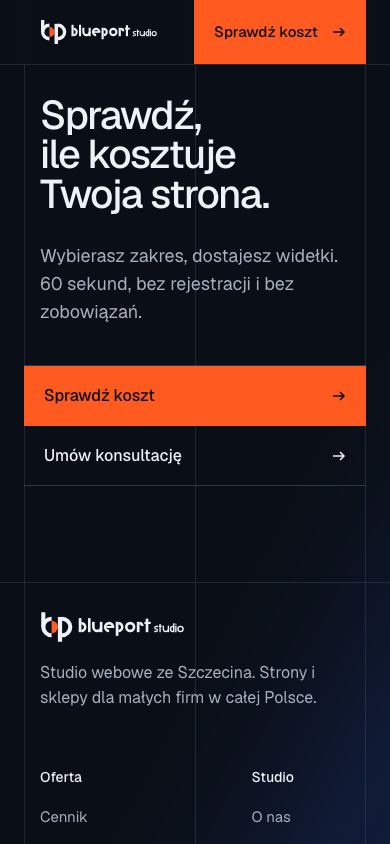 blueport studio
Sprawdź koszt →
Sprawdź,
ile kosztuje
Twoja strona.
Wybierasz zakres, dostajesz widełki.
60 sekund, bez rejestracji i bez
zobowiązań.
Sprawdź koszt →
Umów konsultację →
blueport studio
Studio webowe ze Szczecina. Strony i
sklepy dla małych firm w całej Polsce.
Oferta
Studio
Cennik
O nas